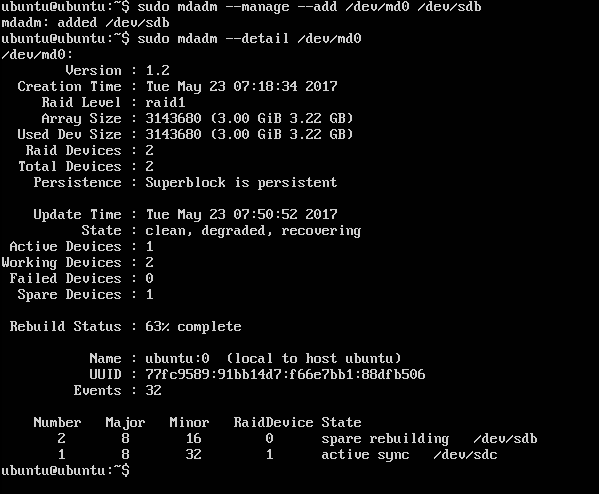 ubuntu@ubuntu:~$ sudo mdadm --manage --add /dev/md0 /dev/sdb
mdadm: added /dev/sdb
ubuntu@ubuntu:~$ sudo mdadm --detail /dev/md0
/dev/md0:
        Version : 1.2
  Creation Time : Tue May 23 07:18:34 2017
     Raid Level : raid1
     Array Size : 3143680 (3.00 GiB 3.22 GB)
  Used Dev Size : 3143680 (3.00 GiB 3.22 GB)
   Raid Devices : 2
  Total Devices : 2
    Persistence : Superblock is persistent

    Update Time : Tue May 23 07:50:52 2017
          State : clean, degraded, recovering
 Active Devices : 1
Working Devices : 2
 Failed Devices : 0
  Spare Devices : 1

 Rebuild Status : 63% complete

           Name : ubuntu:0  (local to host ubuntu)
           UUID : 77fc9589:91bb14d7:f66e7bb1:88dfb506
         Events : 32

    Number   Major   Minor   RaidDevice State
       2       8       16        0      spare rebuilding   /dev/sdb
       1       8       32        1      active sync   /dev/sdc
ubuntu@ubuntu:~$